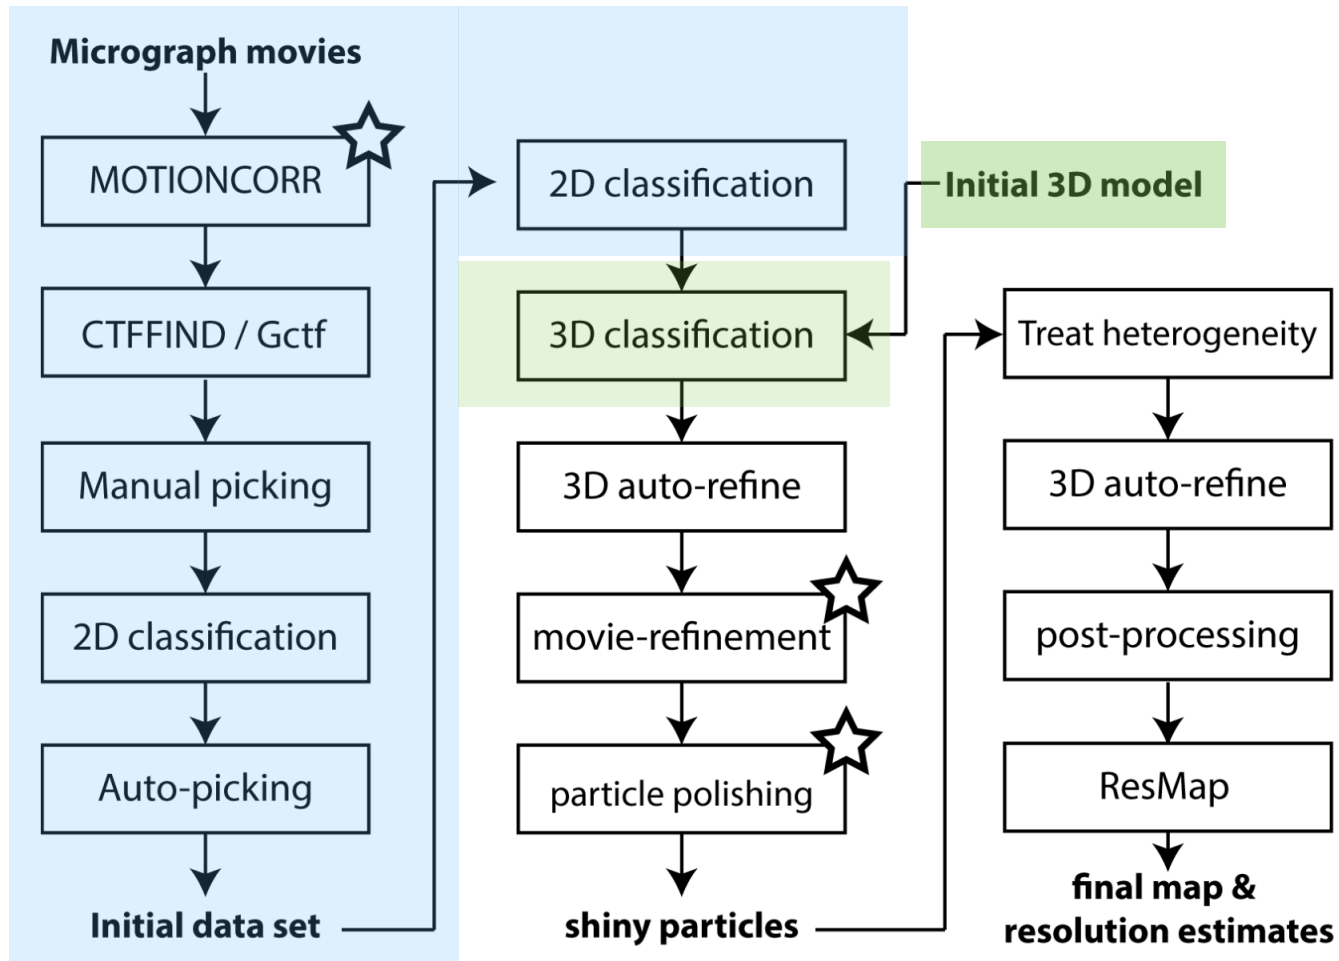 Micrograph movies
MOTIONCORR
CTFFIND / Gctf
Manual picking
2D classification
Auto-picking
Initial data set
2D classification
Initial 3D model
3D classification
3D auto-refine
movie-refinement
particle polishing
shiny particles
Treat heterogeneity
3D auto-refine
post-processing
ResMap
final map &
resolution estimates